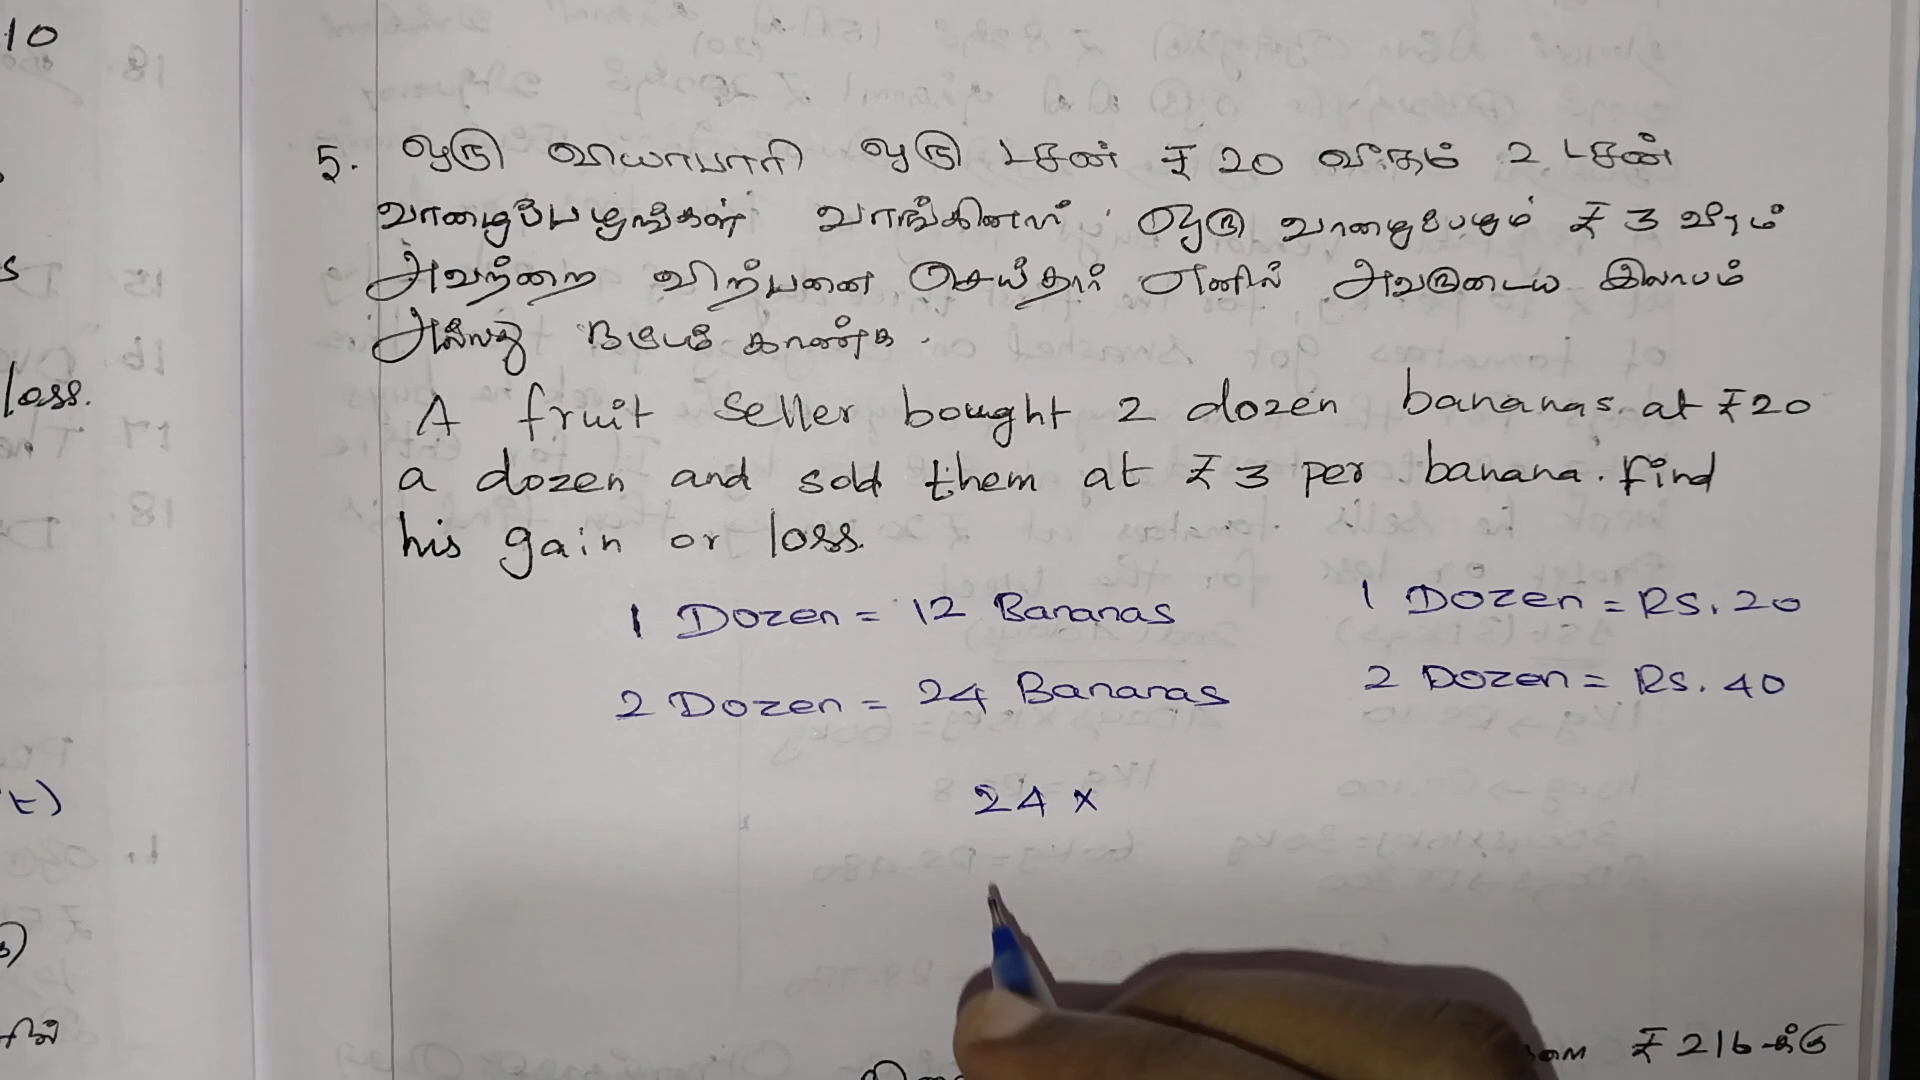 10
5. ஒரு வியாபாரி ஒரு டசன் ₹ 20 வீதம் 2 டசன்
வாழைப்பழங்கள் வாங்கினார். ஒரு வாழைப்பழம் ₹ 3 வீதம்
அவற்றை விற்பனை செய்தார் எனில் அவருடைய இலாபம்
அல்லது நட்டம் காண்க.
loss.
A fruit seller bought 2 dozen bananas at ₹20
a dozen and sold them at ₹ 3 per banana. Find
his gain or loss.
1 Dozen = 12 Bananas 1 Dozen = Rs. 20
2 Dozen = 24 Bananas 2 Dozen = Rs. 40
24 ×
₹ 216-க்கு